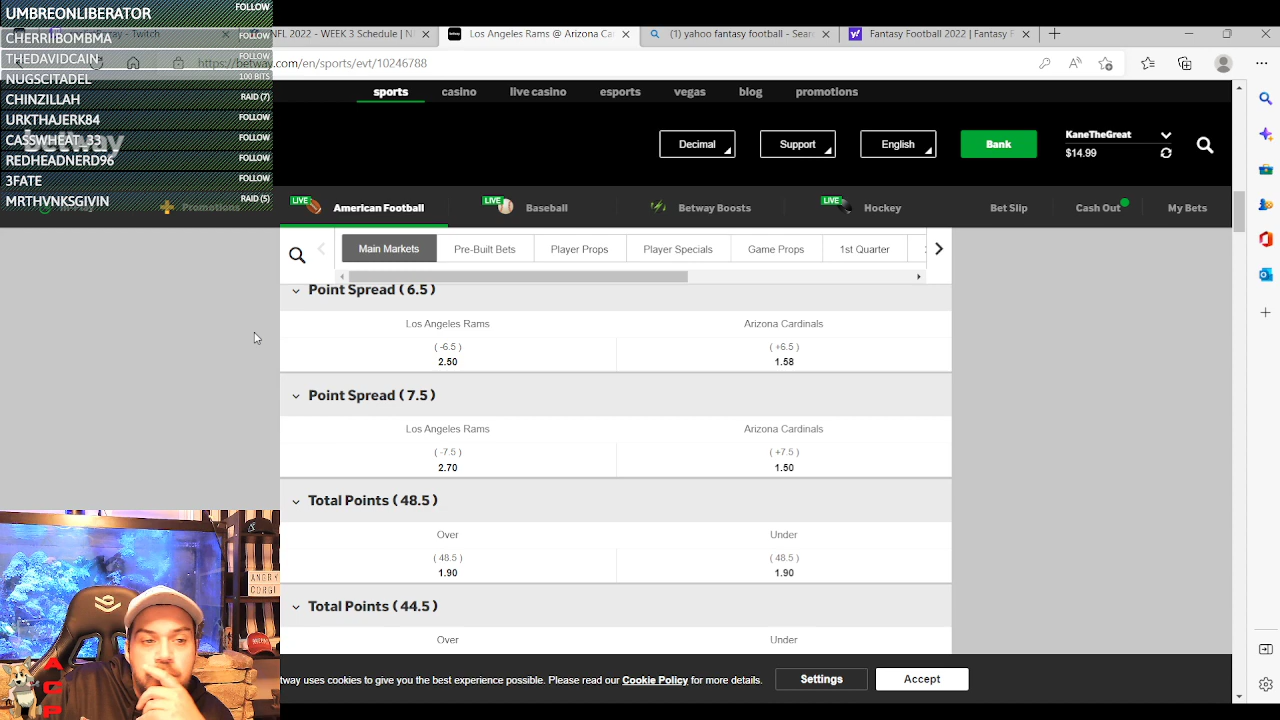 UMBREONLIBERATOR FOLLOW
CHERRIIBOMBMA FOLLOW
THEDAVIDCAIN FOLLOW
NUGSCITADEL 100 BITS
CHINZILLAH RAID (7)
URKTHAJERK84 FOLLOW
CASSWHEAT_33 FOLLOW
REDHEADNERD96 FOLLOW
3FATE FOLLOW
MRTHVNKSGIVIN RAID (5)
- Twitch
NFL 2022 - WEEK 3 Schedule | N
Los Angeles Rams @ Arizona Ca
(1) yahoo fantasy football - Sear
Fantasy Football 2022 | Fantasy F
https://betway.com/en/sports/evt/10246788
sports casino live casino esports vegas blog promotions
betway
Decimal Support English Bank
KaneTheGreat
$14.99
Promotions
LIVE American Football
LIVE Baseball
Betway Boosts
LIVE Hockey
Bet Slip Cash Out My Bets
Main Markets Pre-Built Bets Player Props Player Specials Game Props 1st Quarter
Point Spread ( 6.5 )
Los Angeles Rams Arizona Cardinals
( -6.5 ) ( +6.5 )
2.50 1.58
Point Spread ( 7.5 )
Los Angeles Rams Arizona Cardinals
( -7.5 ) ( +7.5 )
2.70 1.50
Total Points ( 48.5 )
Over Under
( 48.5 ) ( 48.5 )
1.90 1.90
Total Points ( 44.5 )
Over Under
tway uses cookies to give you the best experience possible. Please read our Cookie Policy for more details.
Settings Accept
ANGRY
CORGI
A
C
P